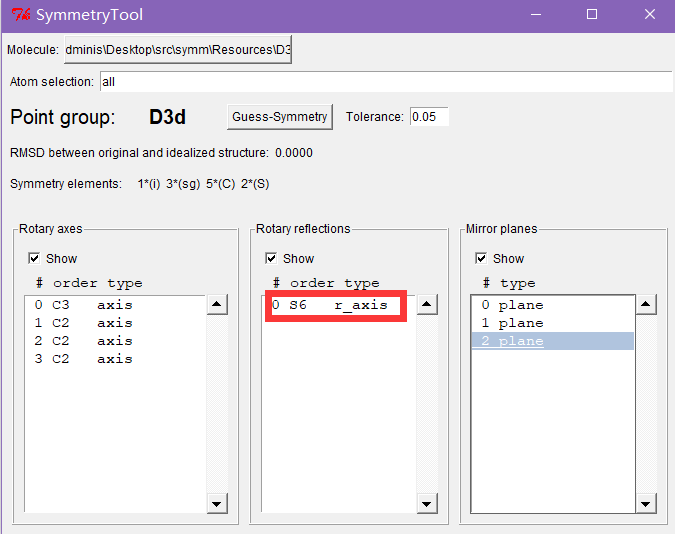 SymmetryTool
Molecule: dminis\Desktop\src\symm\Resources\D3
Atom selection: all
Point group: D3d Guess-Symmetry Tolerance: 0.05
RMSD between original and idealized structure: 0.0000
Symmetry elements: 1*(i) 3*(sg) 5*(C) 2*(S)
Rotary axes
Show
# order type
0 C3 axis
1 C2 axis
2 C2 axis
3 C2 axis
Rotary reflections
Show
# order type
0 S6 r_axis
Mirror planes
Show
# type
0 plane
1 plane
2 plane